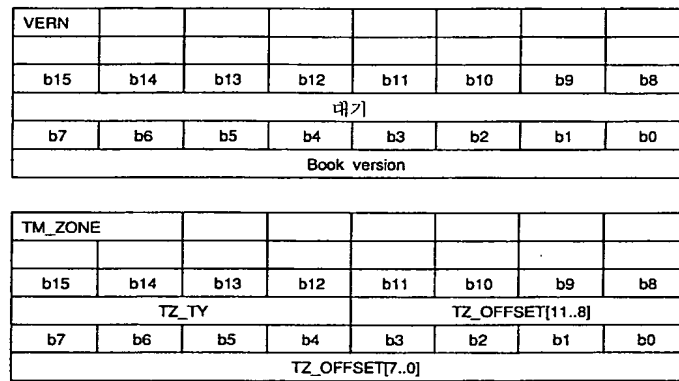 VERN
b15 b14 b13 b12 b11 b10 b9 b8
대기
b7 b6 b5 b4 b3 b2 b1 b0
Book version
TM_ZONE
b15 b14 b13 b12 b11 b10 b9 b8
TZ_TY TZ_OFFSET[11..8]
b7 b6 b5 b4 b3 b2 b1 b0
TZ_OFFSET[7..0]